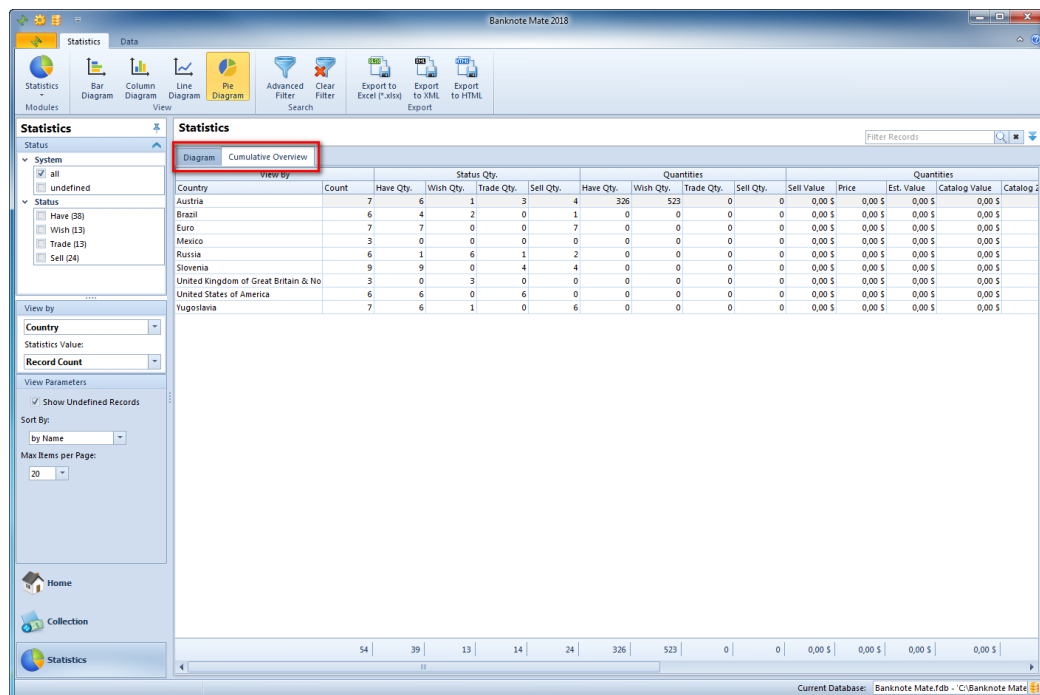 Banknote Mate 2018
Statistics Data
Statistics
Bar Diagram
Column Diagram
Line Diagram
Pie Diagram
Advanced Filter
Clear Filter
Export to Excel (*.xlsx)
Export to XML
Export to HTML
Modules View Search Export
Statistics
Status
System
all
undefined
Status
Have (38)
Wish (13)
Trade (13)
Sell (24)
View by
Country
Statistics Value:
Record Count
View Parameters
Show Undefined Records
Sort By:
by Name
Max Items per Page:
20
Home
Collection
Statistics
Statistics
Filter Records
Diagram Cumulative Overview
View By Status Qty. Quantities Quantities
Country Count Have Qty. Wish Qty. Trade Qty. Sell Qty. Have Qty. Wish Qty. Trade Qty. Sell Qty. Sell Value Price Est. Value Catalog Value Catalog 2
Austria 7 6 1 3 4 326 523 0 0 0,00 $ 0,00 $ 0,00 $ 0,00 $
Brazil 6 4 2 0 1 0 0 0 0 0,00 $ 0,00 $ 0,00 $ 0,00 $
Euro 7 7 0 0 7 0 0 0 0 0,00 $ 0,00 $ 0,00 $ 0,00 $
Mexico 3 0 0 0 0 0 0 0 0 0,00 $ 0,00 $ 0,00 $ 0,00 $
Russia 6 1 6 1 2 0 0 0 0 0,00 $ 0,00 $ 0,00 $ 0,00 $
Slovenia 9 9 0 4 4 0 0 0 0 0,00 $ 0,00 $ 0,00 $ 0,00 $
United Kingdom of Great Britain & No 3 0 3 0 0 0 0 0 0 0,00 $ 0,00 $ 0,00 $ 0,00 $
United States of America 6 6 0 6 0 0 0 0 0 0,00 $ 0,00 $ 0,00 $ 0,00 $
Yugoslavia 7 6 1 0 6 0 0 0 0 0,00 $ 0,00 $ 0,00 $ 0,00 $
54 39 13 14 24 326 523 0 0 0,00 $ 0,00 $ 0,00 $ 0,00 $
Current Database: Banknote Mate.fdb - 'C:\Banknote Mate